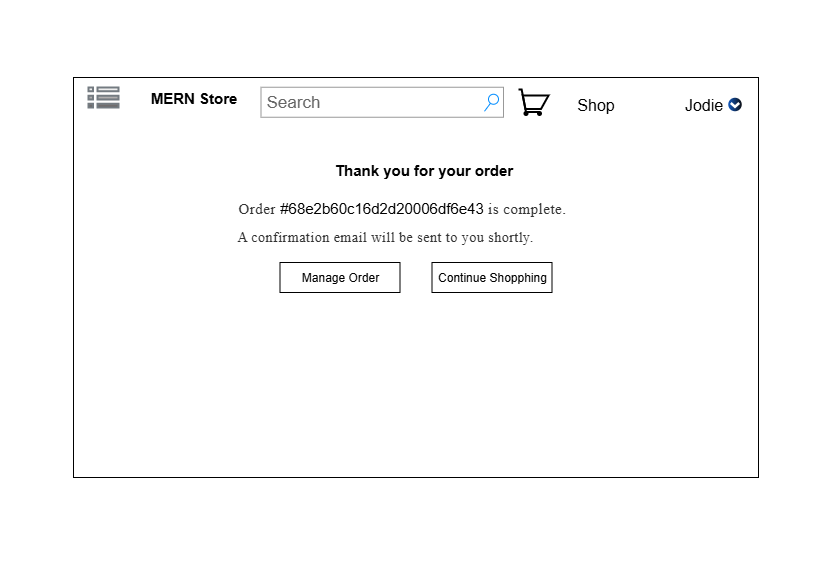 MERN Store
Search
Shop
Jodie
Thank you for your order
Order #68e2b60c16d2d20006df6e43 is complete.
A confirmation email will be sent to you shortly.
Manage Order
Continue Shopphing